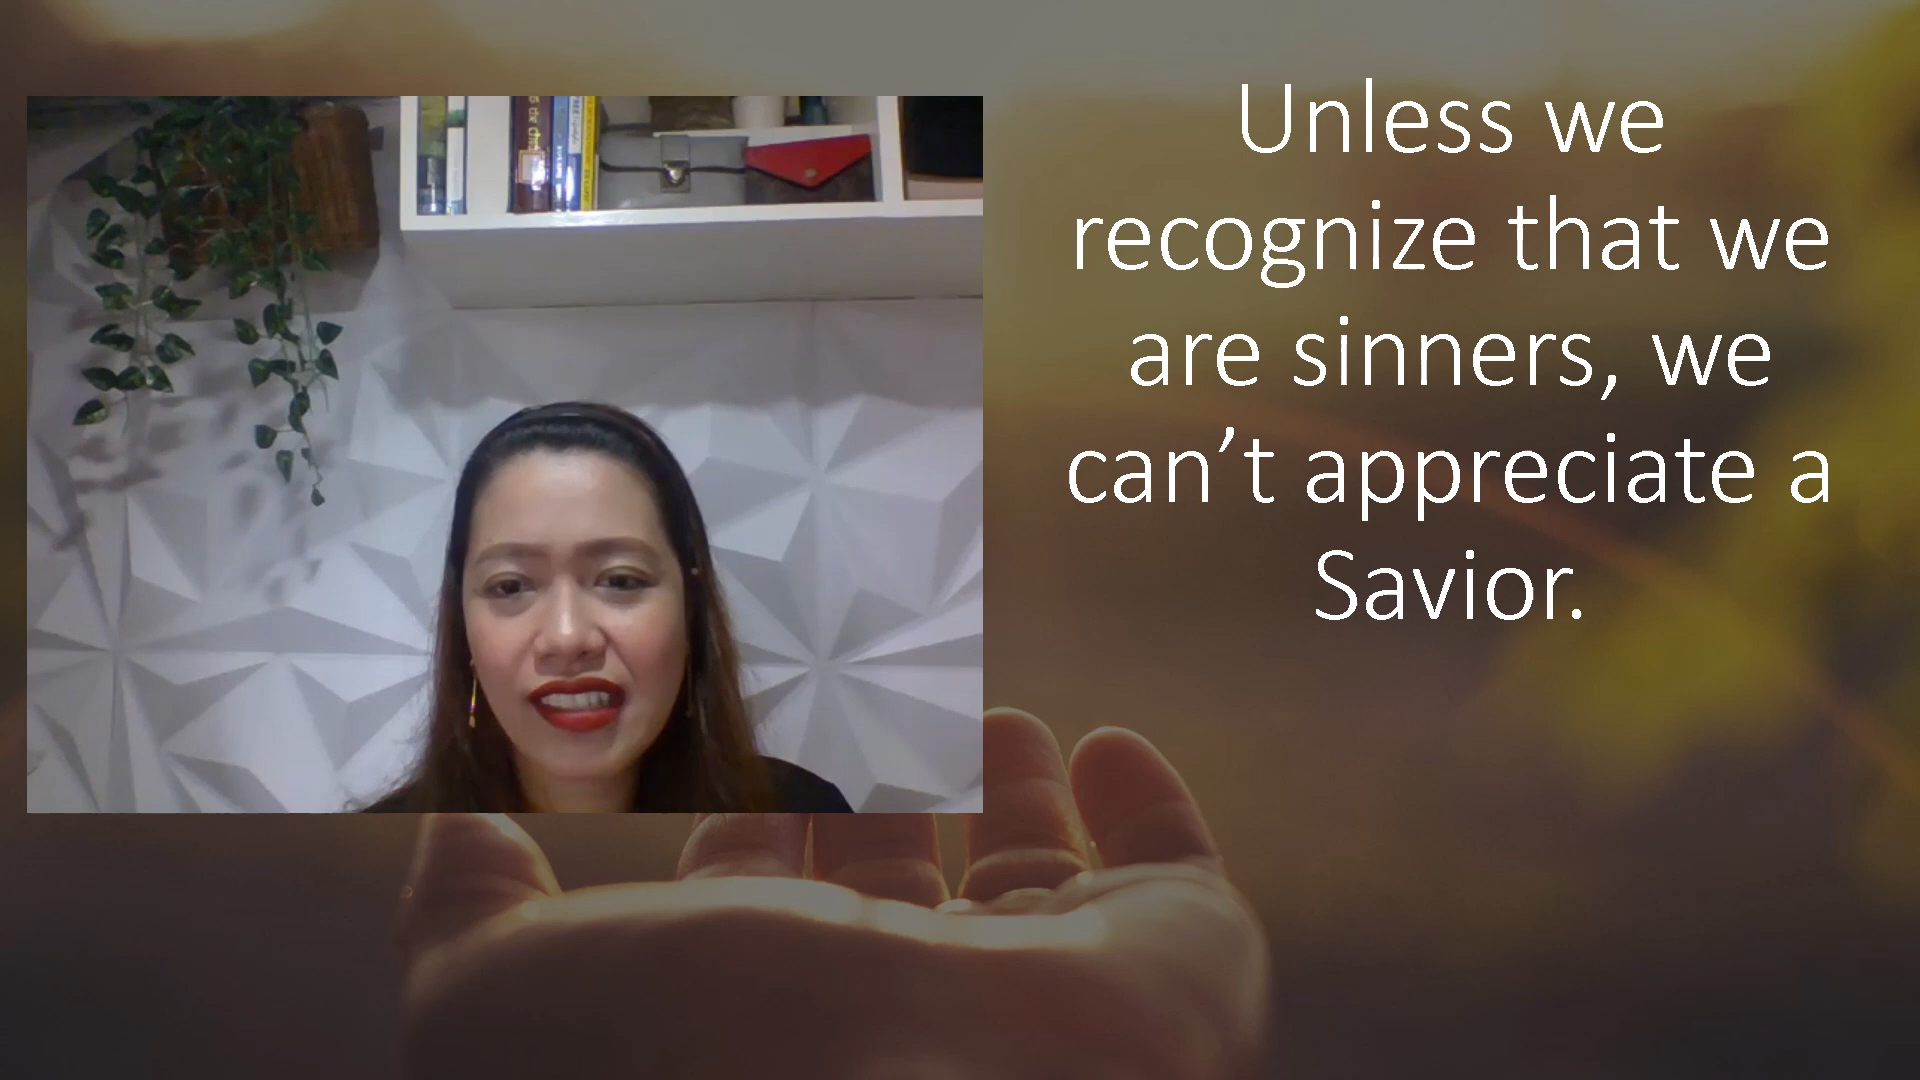 Unless we
recognize that we
are sinners, we
can’t appreciate a
Savior.